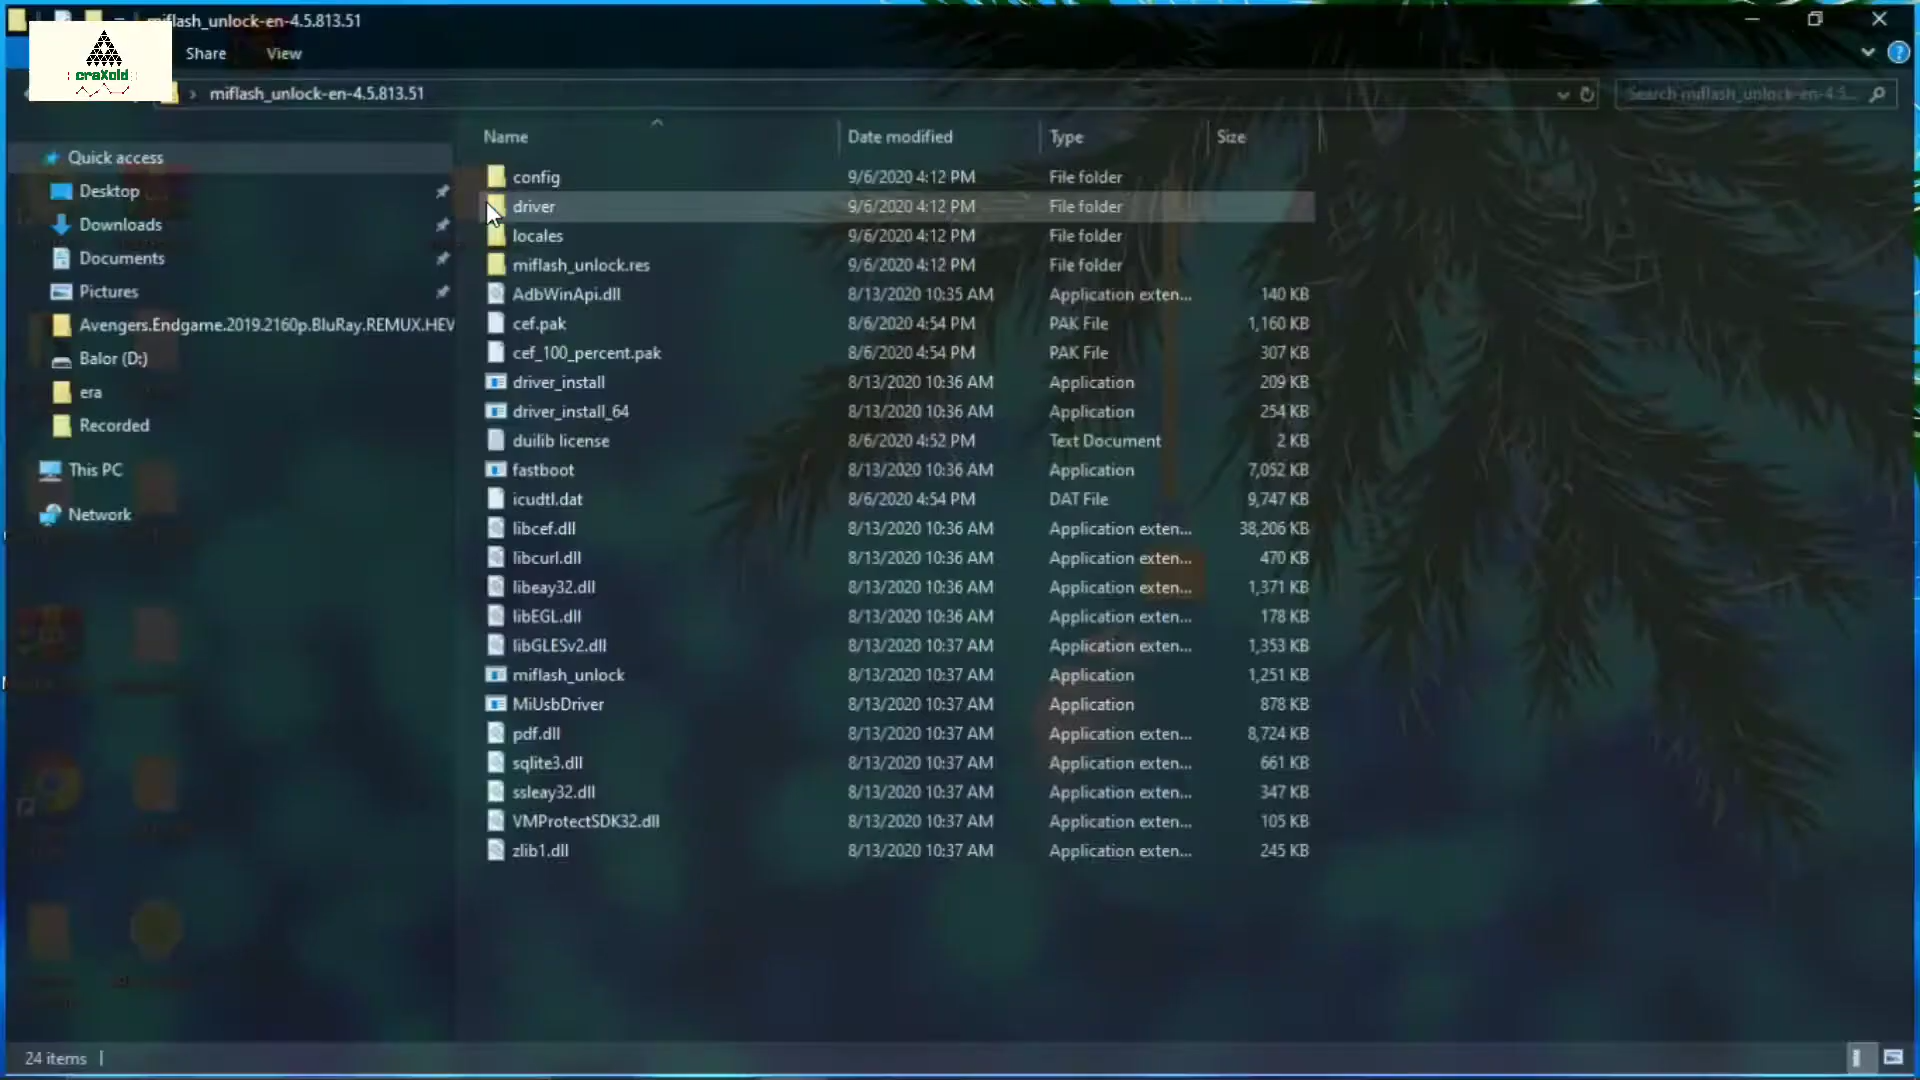 miflash_unlock-en-4.5.813.51
Share View
craXold
miflash_unlock-en-4.5.813.51
Search miflash_unlock-en-4.5...
Name Date modified Type Size
Quick access
Desktop
Downloads
Documents
Pictures
Avengers.Endgame.2019.2160p.BluRay.REMUX.HEV
Balor (D:)
era
Recorded
This PC
Network
config 9/6/2020 4:12 PM File folder
driver 9/6/2020 4:12 PM File folder
locales 9/6/2020 4:12 PM File folder
miflash_unlock.res 9/6/2020 4:12 PM File folder
AdbWinApi.dll 8/13/2020 10:35 AM Application exten... 140 KB
cef.pak 8/6/2020 4:54 PM PAK File 1,160 KB
cef_100_percent.pak 8/6/2020 4:54 PM PAK File 307 KB
driver_install 8/13/2020 10:36 AM Application 209 KB
driver_install_64 8/13/2020 10:36 AM Application 254 KB
duilib license 8/6/2020 4:52 PM Text Document 2 KB
fastboot 8/13/2020 10:36 AM Application 7,052 KB
icudtl.dat 8/6/2020 4:54 PM DAT File 9,747 KB
libcef.dll 8/13/2020 10:36 AM Application exten... 38,206 KB
libcurl.dll 8/13/2020 10:36 AM Application exten... 470 KB
libeay32.dll 8/13/2020 10:36 AM Application exten... 1,371 KB
libEGL.dll 8/13/2020 10:36 AM Application exten... 178 KB
libGLESv2.dll 8/13/2020 10:37 AM Application exten... 1,353 KB
miflash_unlock 8/13/2020 10:37 AM Application 1,251 KB
MiUsbDriver 8/13/2020 10:37 AM Application 878 KB
pdf.dll 8/13/2020 10:37 AM Application exten... 8,724 KB
sqlite3.dll 8/13/2020 10:37 AM Application exten... 661 KB
ssleay32.dll 8/13/2020 10:37 AM Application exten... 347 KB
VMProtectSDK32.dll 8/13/2020 10:37 AM Application exten... 105 KB
zlib1.dll 8/13/2020 10:37 AM Application exten... 245 KB
24 items